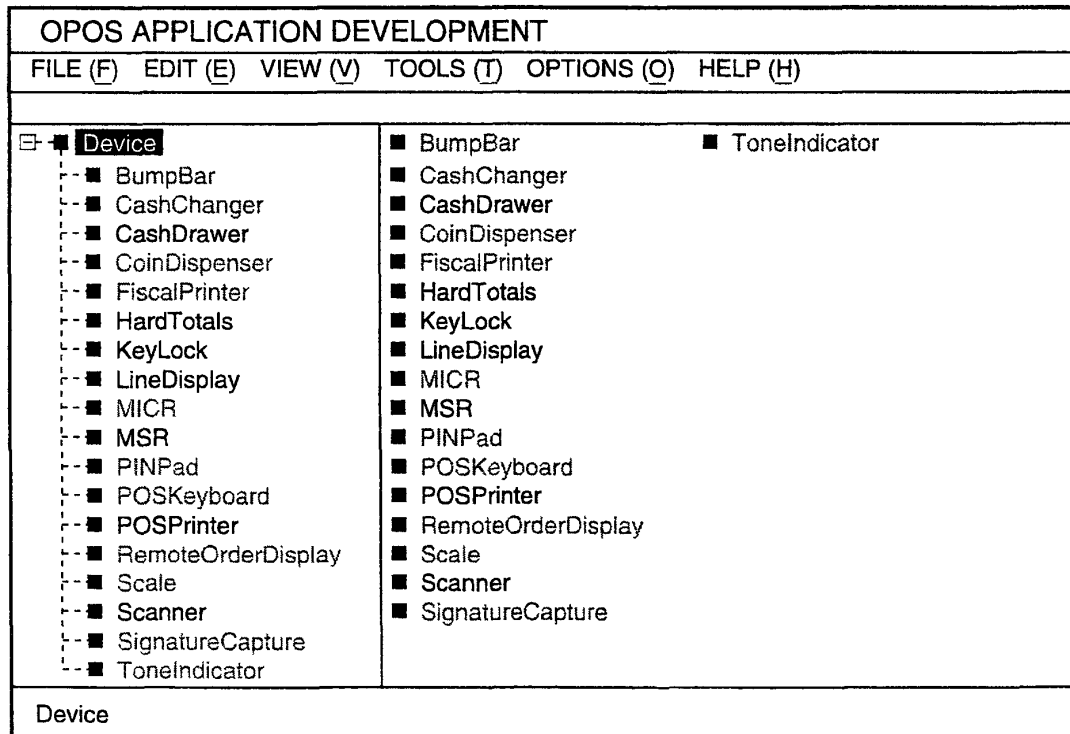 OPOS APPLICATION DEVELOPMENT
FILE (F) EDIT (E) VIEW (V) TOOLS (T) OPTIONS (O) HELP (H)
Device
BumpBar
CashChanger
CashDrawer
CoinDispenser
FiscalPrinter
HardTotals
KeyLock
LineDisplay
MICR
MSR
PINPad
POSKeyboard
POSPrinter
RemoteOrderDisplay
Scale
Scanner
SignatureCapture
ToneIndicator
BumpBar
CashChanger
CashDrawer
CoinDispenser
FiscalPrinter
HardTotals
KeyLock
LineDisplay
MICR
MSR
PINPad
POSKeyboard
POSPrinter
RemoteOrderDisplay
Scale
Scanner
SignatureCapture
ToneIndicator
Device